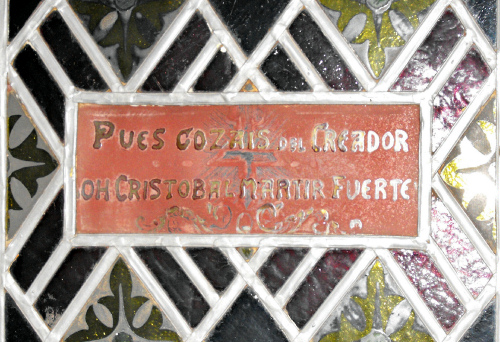 PUES GOZAIS DEL CREADOR
OH CRISTOBAL MARTIR FUERTE